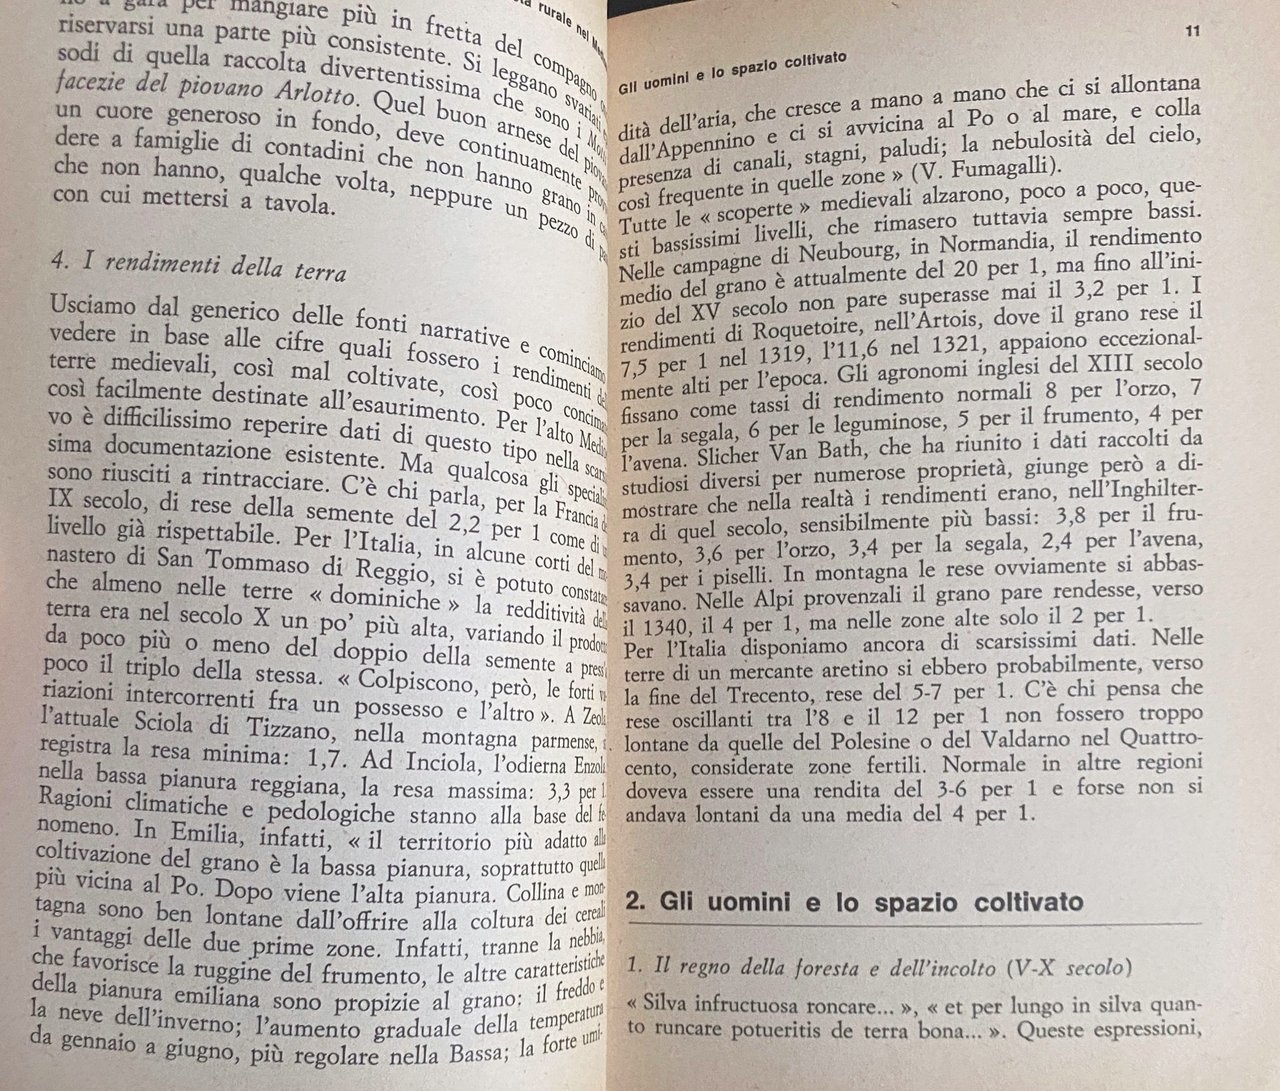 rurale nel
a gara per mangiare più in fretta del compagno
riservarsi una parte più consistente. Si leggano svariati
sodi di quella raccolta divertentissima che sono i
facezie del piovano Arlotto. Quel buon arnese del
un cuore generoso in fondo, deve continuamente
dere a famiglie di contadini che non hanno grano in
che non hanno, qualche volta, neppure un pezzo di
con cui mettersi a tavola.
4. I rendimenti della terra
Usciamo dal generico delle fonti narrative e cominciamo
vedere in base alle cifre quali fossero i rendimenti
terre medievali, così mal coltivate, così poco
così facilmente destinate all'esaurimento. Per l'alto
vo è difficilissimo reperire dati di questo tipo nella
sima documentazione esistente. Ma qualcosa gli
sono riusciti a rintracciare. C'è chi parla, per la Francia
IX secolo, di rese della semente del 2,2 per 1 come di
livello già rispettabile. Per l'Italia, in alcune corti del
nastero di San Tommaso di Reggio, si è potuto
che almeno nelle terre « dominiche » la redditività
terra era nel secolo X un po' più alta, variando il
da poco più o meno del doppio della semente a
poco il triplo della stessa. « Colpiscono, però, le forti
riazioni intercorrenti fra un possesso e l'altro ». A
l'attuale Sciola di Tizzano, nella montagna parmense,
registra la resa minima: 1,7. Ad Inciola, l'odierna Enzola
nella bassa pianura reggiana, la resa massima: 3,3 per
Ragioni climatiche e pedologiche stanno alla base del fe-
nomeno. In Emilia, infatti, « il territorio più adatto alla
coltivazione del grano è la bassa pianura, soprattutto quella
più vicina al Po. Dopo viene l'alta pianura. Collina e mon-
tagna sono ben lontane dall'offrire alla coltura dei cereali
i vantaggi delle due prime zone. Infatti, tranne la nebbia,
che favorisce la ruggine del frumento, le altre caratteristiche
della pianura emiliana sono propizie al grano: il freddo e
la neve dell'inverno; l'aumento graduale della temperatura
da gennaio a giugno, più regolare nella Bassa; la forte umi-
Gli uomini e lo spazio coltivato 11
dità dell'aria, che cresce a mano a mano che ci si allontana
dall'Appennino e ci si avvicina al Po o al mare, e colla
presenza di canali, stagni, paludi; la nebulosità del cielo,
così frequente in quelle zone » (V. Fumagalli).
Tutte le « scoperte » medievali alzarono, poco a poco, que-
sti bassissimi livelli, che rimasero tuttavia sempre bassi.
Nelle campagne di Neubourg, in Normandia, il rendimento
medio del grano è attualmente del 20 per 1, ma fino all'ini-
zio del XV secolo non pare superasse mai il 3,2 per 1. I
rendimenti di Roquetoire, nell'Artois, dove il grano rese il
7,5 per 1 nel 1319, l'11,6 nel 1321, appaiono eccezional-
mente alti per l'epoca. Gli agronomi inglesi del XIII secolo
fissano come tassi di rendimento normali 8 per l'orzo, 7
per la segala, 6 per le leguminose, 5 per il frumento, 4 per
l'avena. Slicher Van Bath, che ha riunito i dati raccolti da
studiosi diversi per numerose proprietà, giunge però a di-
mostrare che nella realtà i rendimenti erano, nell'Inghilter-
ra di quel secolo, sensibilmente più bassi: 3,8 per il fru-
mento, 3,6 per l'orzo, 3,4 per la segala, 2,4 per l'avena,
3,4 per i piselli. In montagna le rese ovviamente si abbas-
savano. Nelle Alpi provenzali il grano pare rendesse, verso
il 1340, il 4 per 1, ma nelle zone alte solo il 2 per 1.
Per l'Italia disponiamo ancora di scarsissimi dati. Nelle
terre di un mercante aretino si ebbero probabilmente, verso
la fine del Trecento, rese del 5-7 per 1. C'è chi pensa che
rese oscillanti tra l'8 e il 12 per 1 non fossero troppo
lontane da quelle del Polesine o del Valdarno nel Quattro-
cento, considerate zone fertili. Normale in altre regioni
doveva essere una rendita del 3-6 per 1 e forse non si
andava lontani da una media del 4 per 1.
2. Gli uomini e lo spazio coltivato
1. Il regno della foresta e dell'incolto (V-X secolo)
« Silva infructuosa roncare... », « et per lungo in silva quan-
to runcare potueritis de terra bona... ». Queste espressioni,